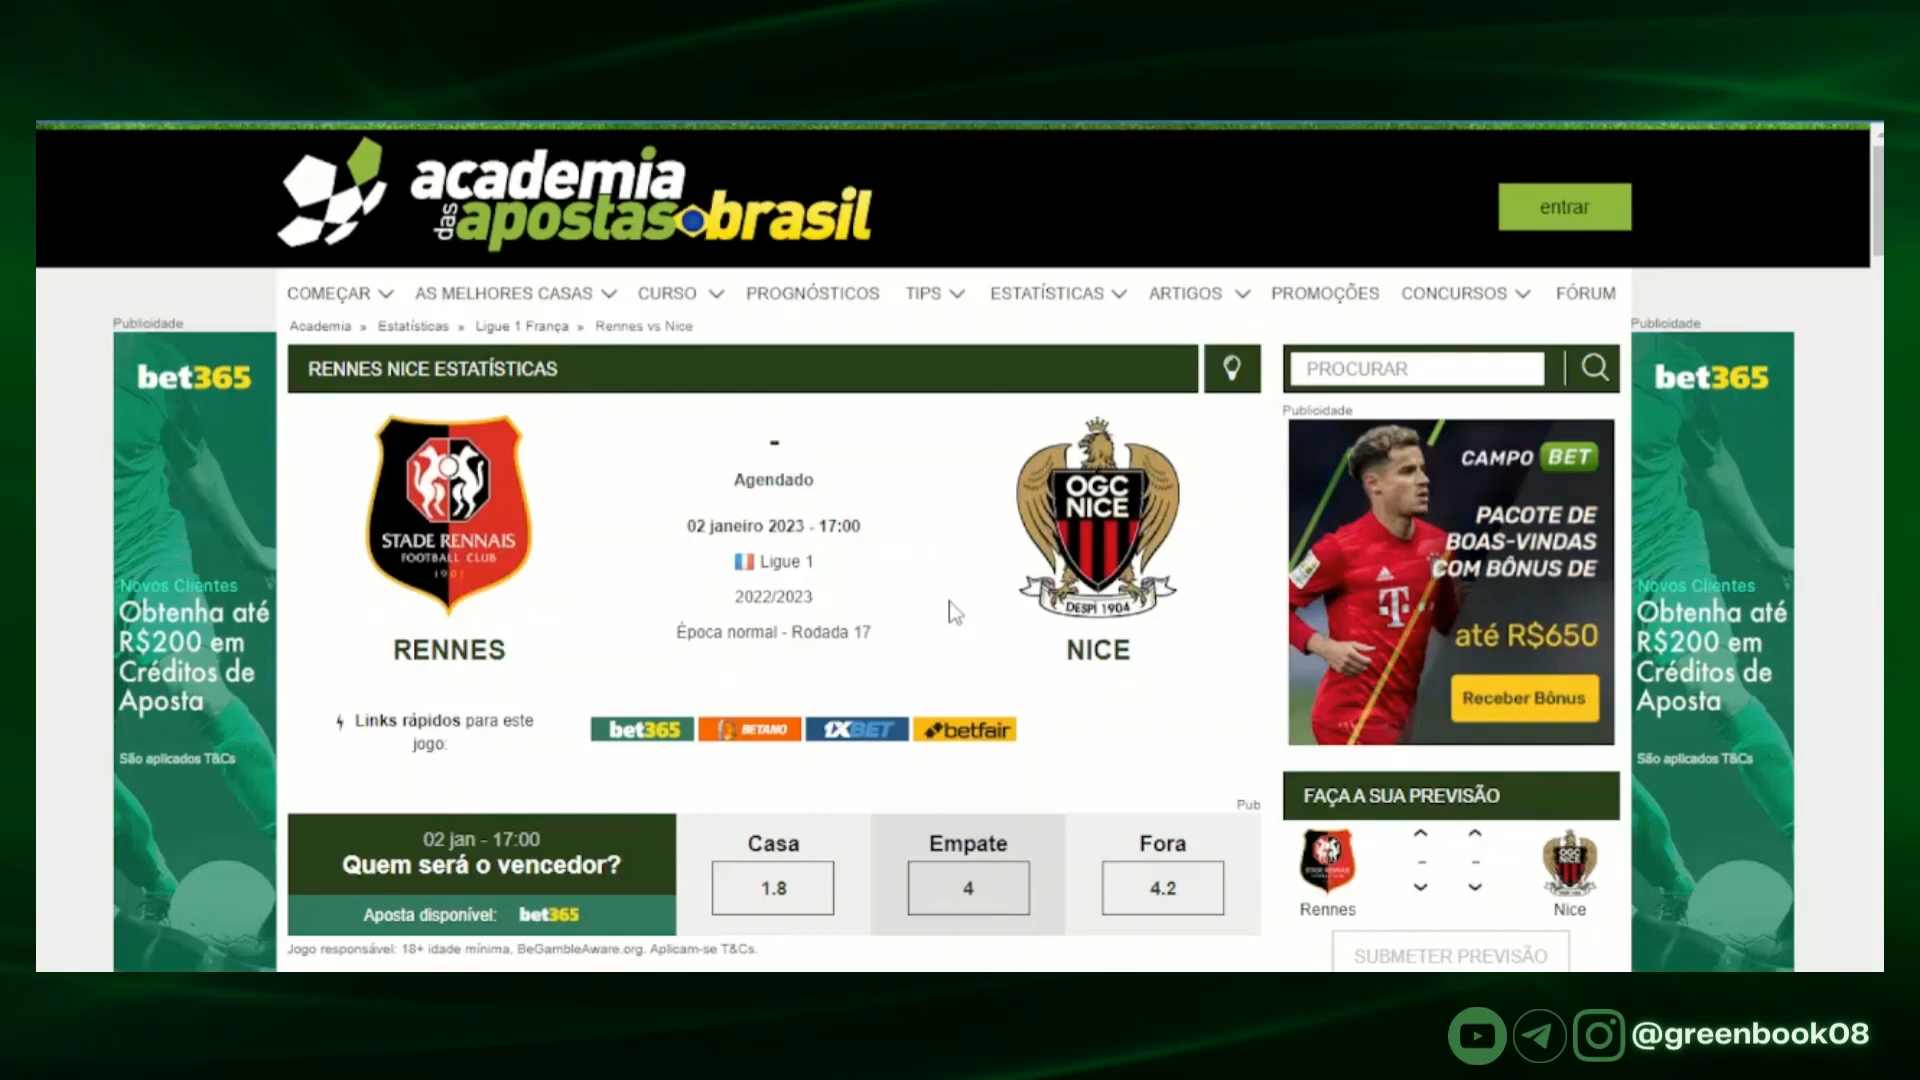 academia
das apostas brasil
entrar
COMEÇAR AS MELHORES CASAS CURSO PROGNÓSTICOS TIPS ESTATÍSTICAS ARTIGOS PROMOÇÕES CONCURSOS FÓRUM
Academia » Estatísticas » Ligue 1 França » Rennes vs Nice
Publicidade
bet365
Novos Clientes
Obtenha até
R$200 em
Créditos de
Aposta
São aplicados T&Cs
RENNES NICE ESTATÍSTICAS
STADE RENNAIS
FOOTBALL CLUB
1901
RENNES
-
Agendado
02 janeiro 2023 - 17:00
Ligue 1
2022/2023
Época normal - Rodada 17
OGC
NICE
DESPÍ 1904
NICE
Links rápidos para este
jogo:
bet365 BETANO 1XBET betfair
Pub
02 jan - 17:00
Quem será o vencedor?
Aposta disponível: bet365
Casa Empate Fora
1.8 4 4.2
Jogo responsável: 18+ idade mínima, BeGambleAware.org. Aplicam-se T&Cs.
PROCURAR
Publicidade
CAMPO BET
PACOTE DE
BOAS-VINDAS
COM BÔNUS DE
até R$650
Receber Bônus
FAÇA A SUA PREVISÃO
- -
Rennes Nice
SUBMETER PREVISÃO
Publicidade
bet365
Novos Clientes
Obtenha até
R$200 em
Créditos de
Aposta
São aplicados T&Cs
@greenbook08